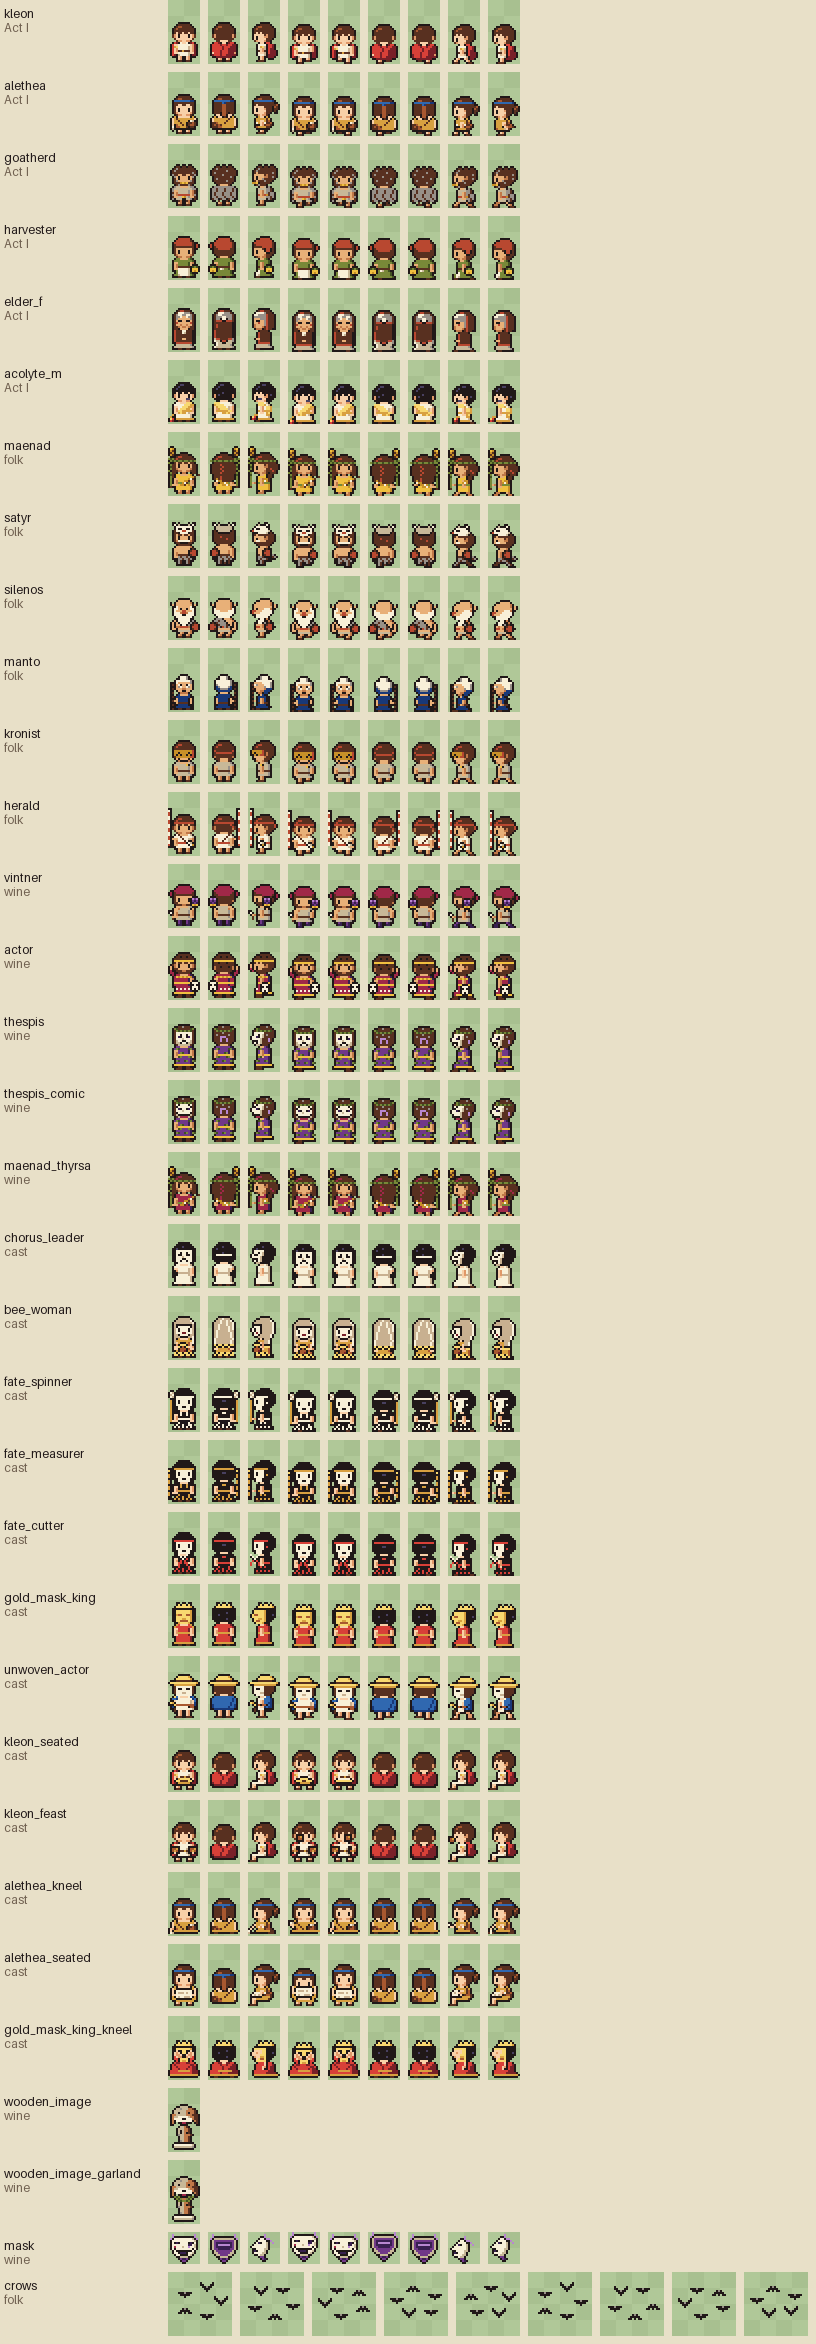 kleon
Act I
alethea
Act I
goatherd
Act I
harvester
Act I
elder_f
Act I
acolyte_m
Act I
maenad
folk
satyr
folk
silenos
folk
manto
folk
kronist
folk
herald
folk
vintner
wine
actor
wine
thespis
wine
thespis_comic
wine
maenad_thyrsa
wine
chorus_leader
cast
bee_woman
cast
fate_spinner
cast
fate_measurer
cast
fate_cutter
cast
gold_mask_king
cast
unwoven_actor
cast
kleon_seated
cast
kleon_feast
cast
alethea_kneel
cast
alethea_seated
cast
gold_mask_king_kneel
cast
wooden_image
wine
wooden_image_garland
wine
mask
wine
crows
folk